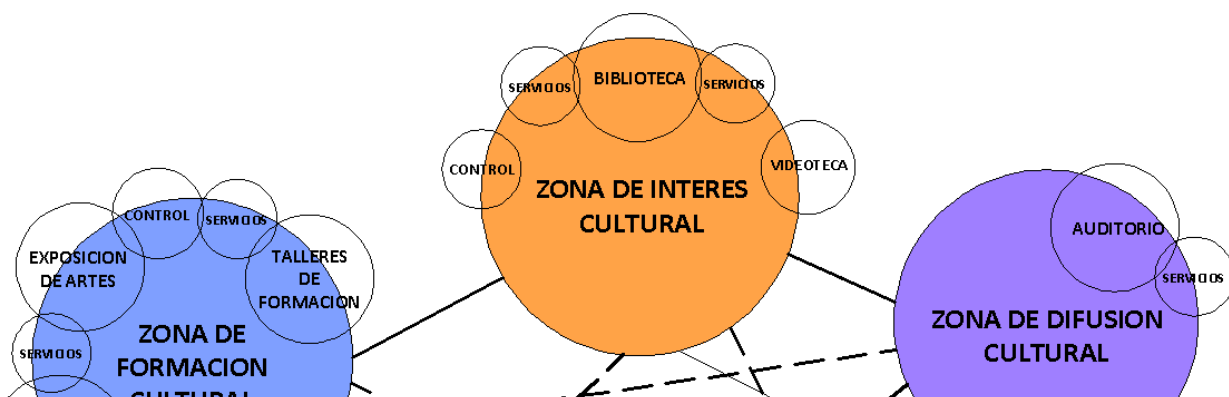 SERVICIOS
BIBLIOTECA
SERVICIOS
CONTROL
VIDEOTECA
ZONA DE INTERES
CULTURAL
CONTROL
SERVICIOS
EXPOSICION
DE ARTES
TALLERES
DE
FORMACION
SERVICIOS
ZONA DE
FORMACION
CULTURAL
AUDITORIO
SERVICIOS
ZONA DE DIFUSION
CULTURAL